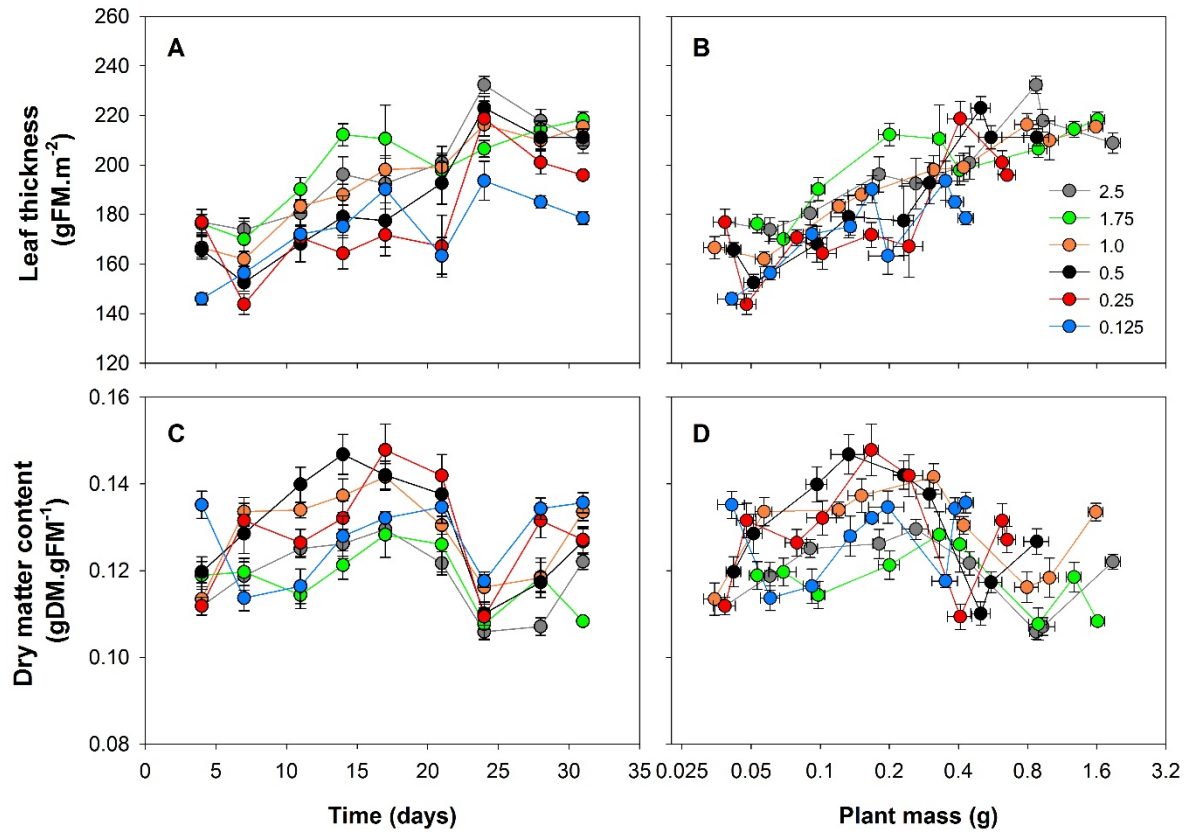 A
B
Leaf thickness
(gFM.m-2)
260
240
220
200
180
160
140
120
2.5
1.75
1.0
0.5
0.25
0.125
C
D
Dry matter content
(gDM.gFM-1)
0.16
0.14
0.12
0.10
0.08
0 5 10 15 20 25 30 35
0.025 0.05 0.1 0.2 0.4 0.8 1.6 3.2
Time (days)
Plant mass (g)